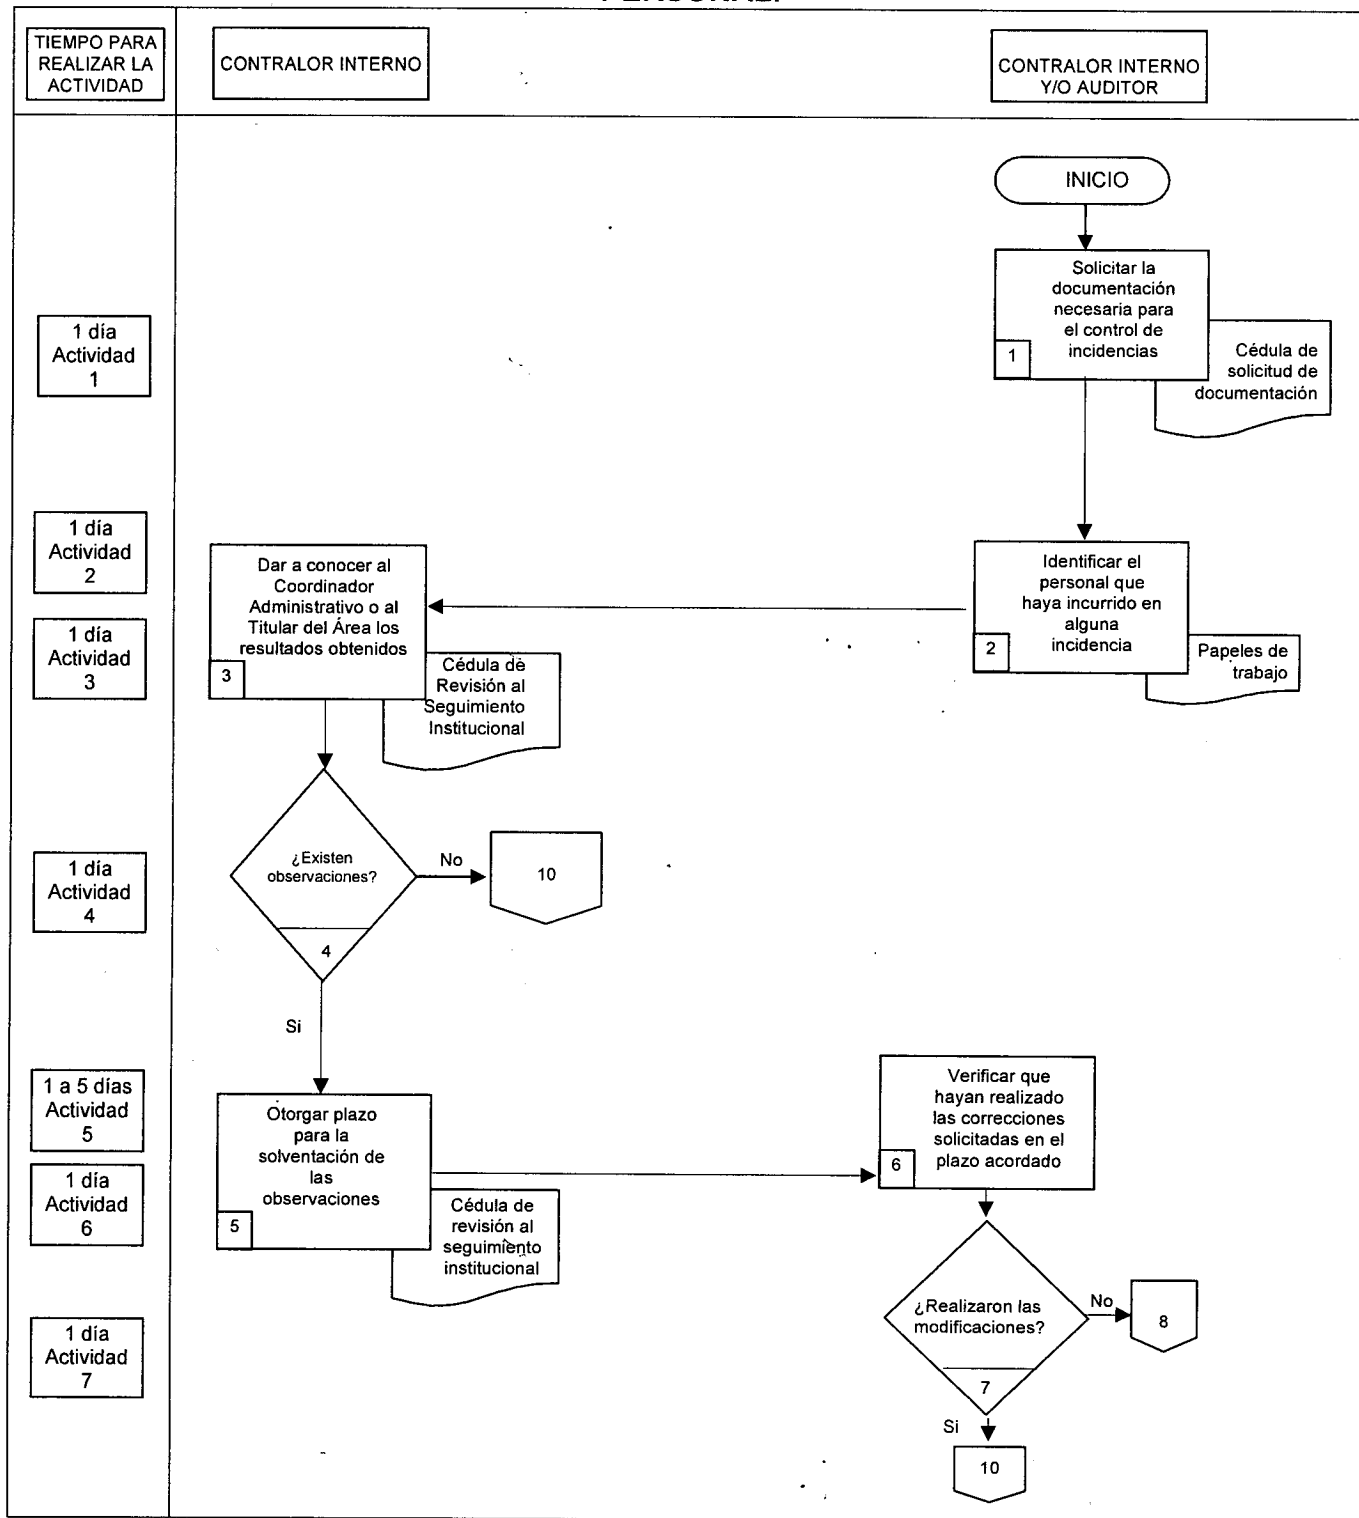 TIEMPO PARA
REALIZAR LA
ACTIVIDAD
CONTRALOR INTERNO
CONTRALOR INTERNO
Y/O AUDITOR
INICIO
Solicitar la
documentación
necesaria para
el control de
incidencias
1
Cédula de
solicitud de
documentación
1 día
Actividad
1
1 día
Actividad
2
Identificar el
personal que
haya incurrido en
alguna
incidencia
2
Papeles de
trabajo
1 día
Actividad
3
Dar a conocer al
Coordinador
Administrativo o al
Titular del Área los
resultados obtenidos
3
Cédula de
Revisión al
Seguimiento
Institucional
1 día
Actividad
4
¿Existen
observaciones?
4
No
10
Si
1 a 5 días
Actividad
5
Otorgar plazo
para la
solventación de
las
observaciones
5
Cédula de
revisión al
seguimiento
institucional
1 día
Actividad
6
Verificar que
hayan realizado
las correcciones
solicitadas en el
plazo acordado
6
1 día
Actividad
7
¿Realizaron las
modificaciones?
7
No
8
Si
10